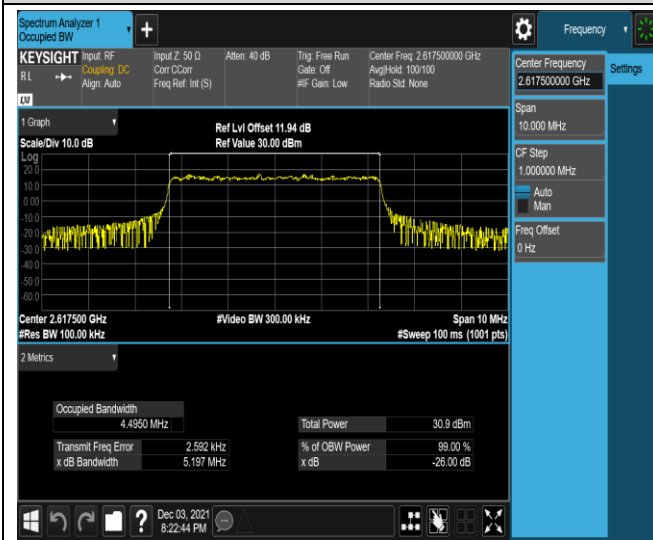 Spectrum Analyzer 1
Occupied BW
+
Frequency
KEYSIGHT
RL
LXI
Input: RF
Coupling: DC
Align: Auto
Input Z: 50 Ω
Corr CCorr
Freq Ref: Int (S)
Atten: 40 dB
Trig: Free Run
Gate: Off
#IF Gain: Low
Center Freq: 2.617500000 GHz
Avg|Hold: 100/100
Radio Std: None
Center Frequency
2.617500000 GHz
Settings
Span
10.000 MHz
CF Step
1.000000 MHz
Auto
Man
Freq Offset
0 Hz
1 Graph
Scale/Div 10.0 dB
Ref Lvl Offset 11.94 dB
Ref Value 30.00 dBm
Log
20.0
10.0
0.00
-10.0
-20.0
-30.0
-40.0
-50.0
-60.0
Center 2.617500 GHz
#Video BW 300.00 kHz
Span 10 MHz
#Res BW 100.00 kHz
#Sweep 100 ms (1001 pts)
2 Metrics
Occupied Bandwidth
4.4950 MHz
Total Power 30.9 dBm
Transmit Freq Error 2.592 kHz
% of OBW Power 99.00 %
x dB Bandwidth 5.197 MHz
x dB -26.00 dB
?
Dec 03, 2021
8:22:44 PM